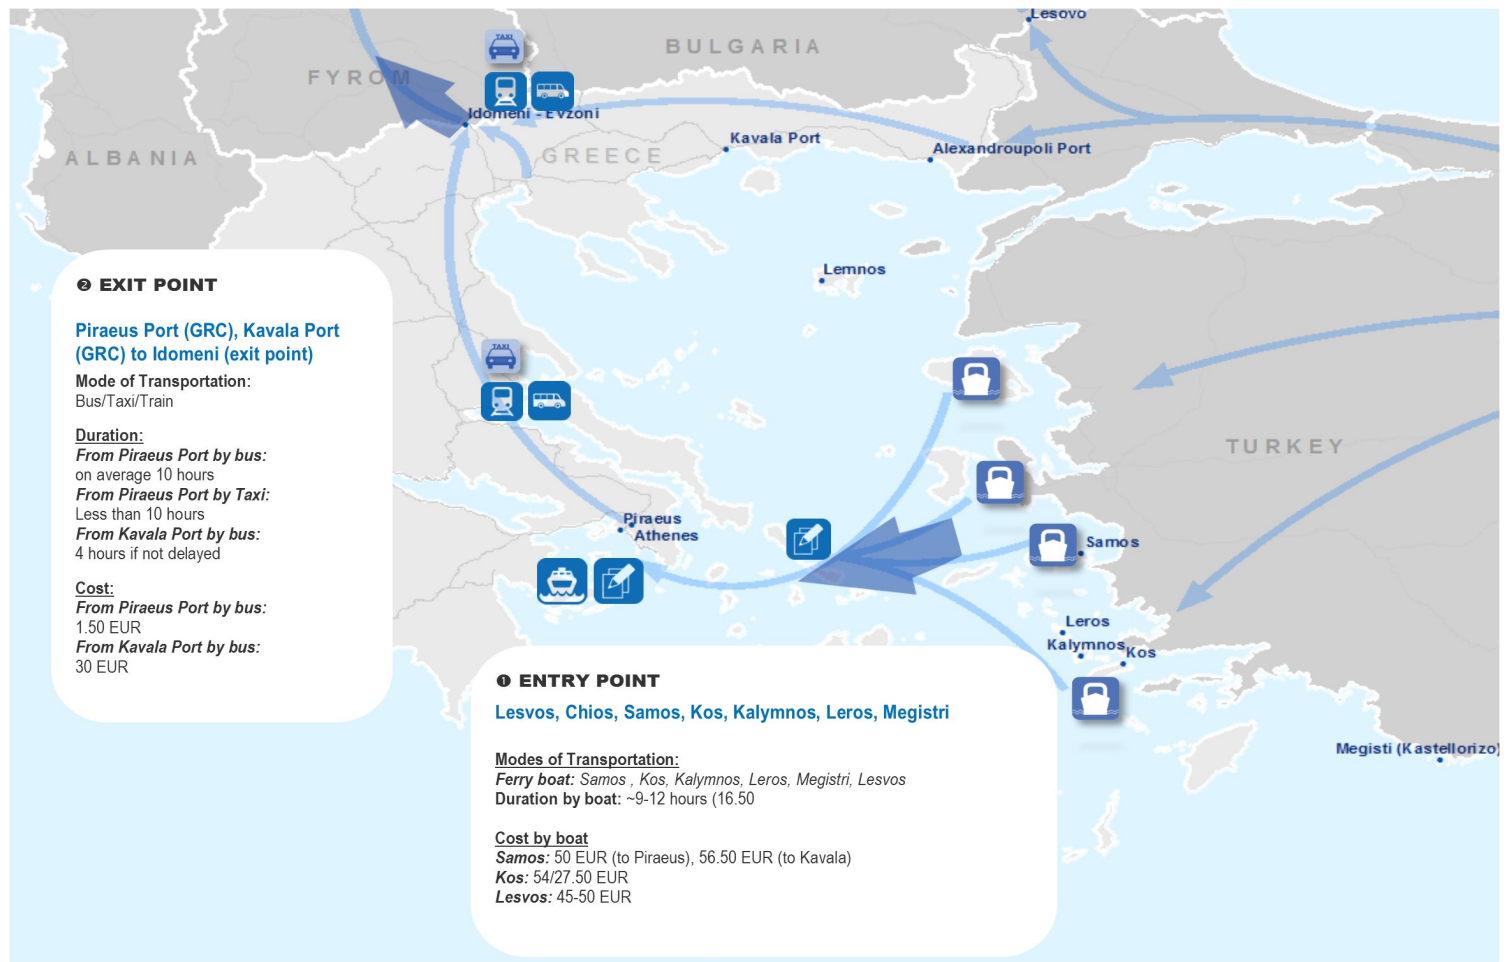 Lesovo
TAXI
BULGARIA
FYROM
Idomeni - Evzoni
Kavala Port
Alexandroupoli Port
ALBANIA
GREECE
Lemnos
❷ EXIT POINT
Piraeus Port (GRC), Kavala Port
(GRC) to Idomeni (exit point)
Mode of Transportation:
Bus/Taxi/Train
Duration:
From Piraeus Port by bus:
on average 10 hours
From Piraeus Port by Taxi:
Less than 10 hours
From Kavala Port by bus:
4 hours if not delayed
Cost:
From Piraeus Port by bus:
1.50 EUR
From Kavala Port by bus:
30 EUR
TAXI
TURKEY
Piraeus
Athenes
Samos
Leros
Kalymnos
Kos
Megisti (Kastellorizo)
❶ ENTRY POINT
Lesvos, Chios, Samos, Kos, Kalymnos, Leros, Megistri
Modes of Transportation:
Ferry boat: Samos , Kos, Kalymnos, Leros, Megistri, Lesvos
Duration by boat: ~9-12 hours (16.50
Cost by boat
Samos: 50 EUR (to Piraeus), 56.50 EUR (to Kavala)
Kos: 54/27.50 EUR
Lesvos: 45-50 EUR